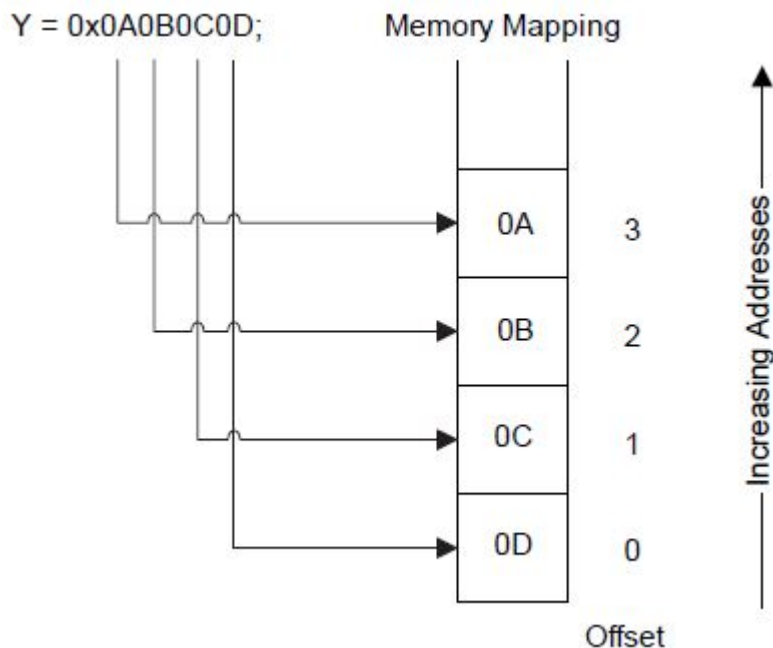 Y = 0x0A0B0C0D;
Memory Mapping
0A
3
0B
2
0C
1
0D
0
Offset
Increasing Addresses